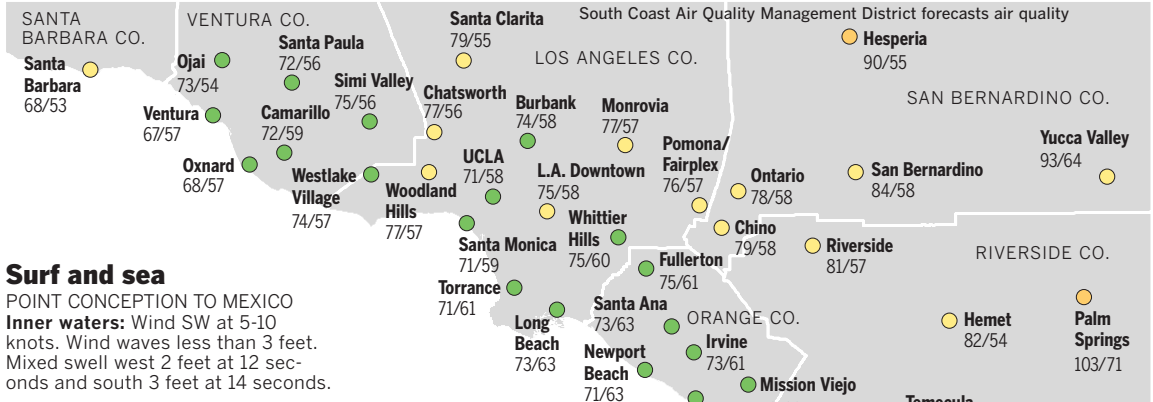 SANTA
BARBARA CO.
VENTURA CO.
Santa Clarita
79/55
South Coast Air Quality Management District forecasts air quality
Hesperia
90/55
Santa Paula
72/56
LOS ANGELES CO.
Ojai
73/54
Santa
Barbara
68/53
Simi Valley
75/56
Chatsworth
77/56
Burbank
74/58
Monrovia
77/57
SAN BERNARDINO CO.
Ventura
67/57
Camarillo
72/59
Yucca Valley
93/64
Pomona/
Fairplex
76/57
Oxnard
68/57
Westlake
Village
74/57
Woodland
Hills
77/57
UCLA
71/58
L.A. Downtown
75/58
Ontario
78/58
San Bernardino
84/58
Whittier
Hills
75/60
Chino
79/58
Santa Monica
71/59
Riverside
81/57
RIVERSIDE CO.
Fullerton
75/61
Torrance
71/61
Santa Ana
73/63
ORANGE CO.
Long
Beach
73/63
Hemet
82/54
Palm
Springs
103/71
Irvine
73/61
Newport
Beach
71/63
Mission Viejo
Temecula
Surf and sea
POINT CONCEPTION TO MEXICO
Inner waters: Wind SW at 5-10
knots. Wind waves less than 3 feet.
Mixed swell west 2 feet at 12 sec-
onds and south 3 feet at 14 seconds.